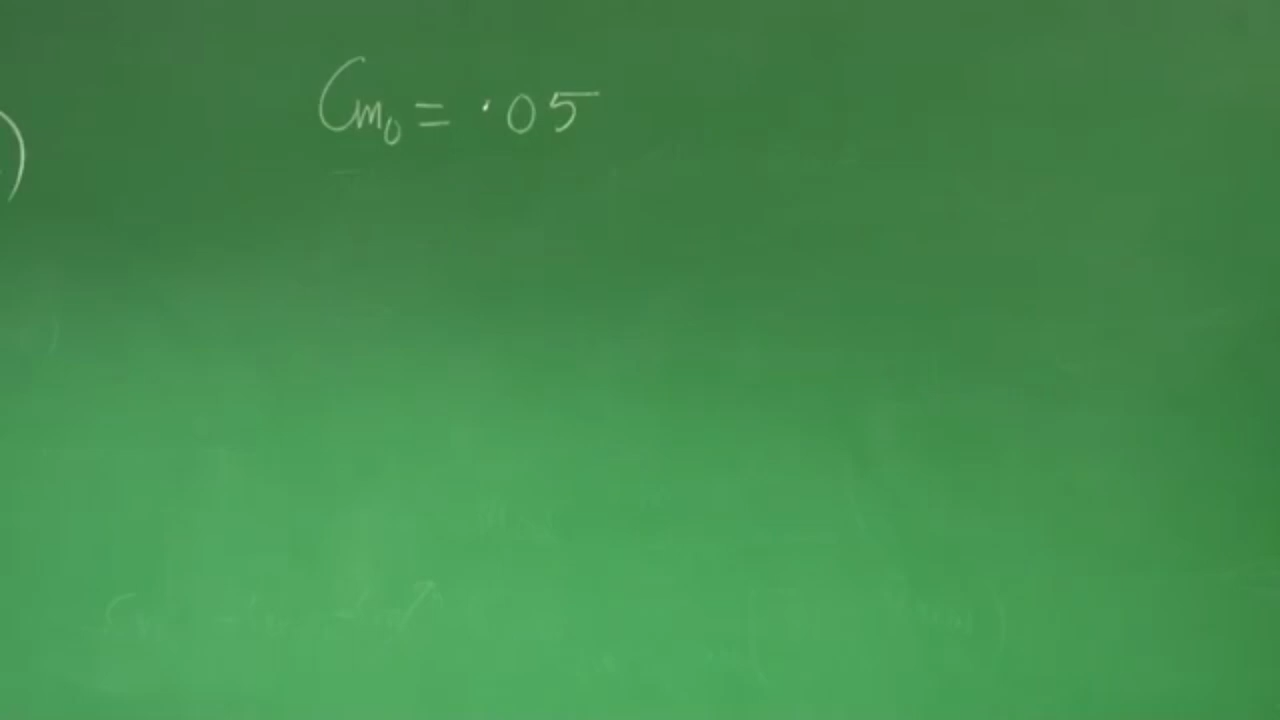 )
Cm₀ = .05